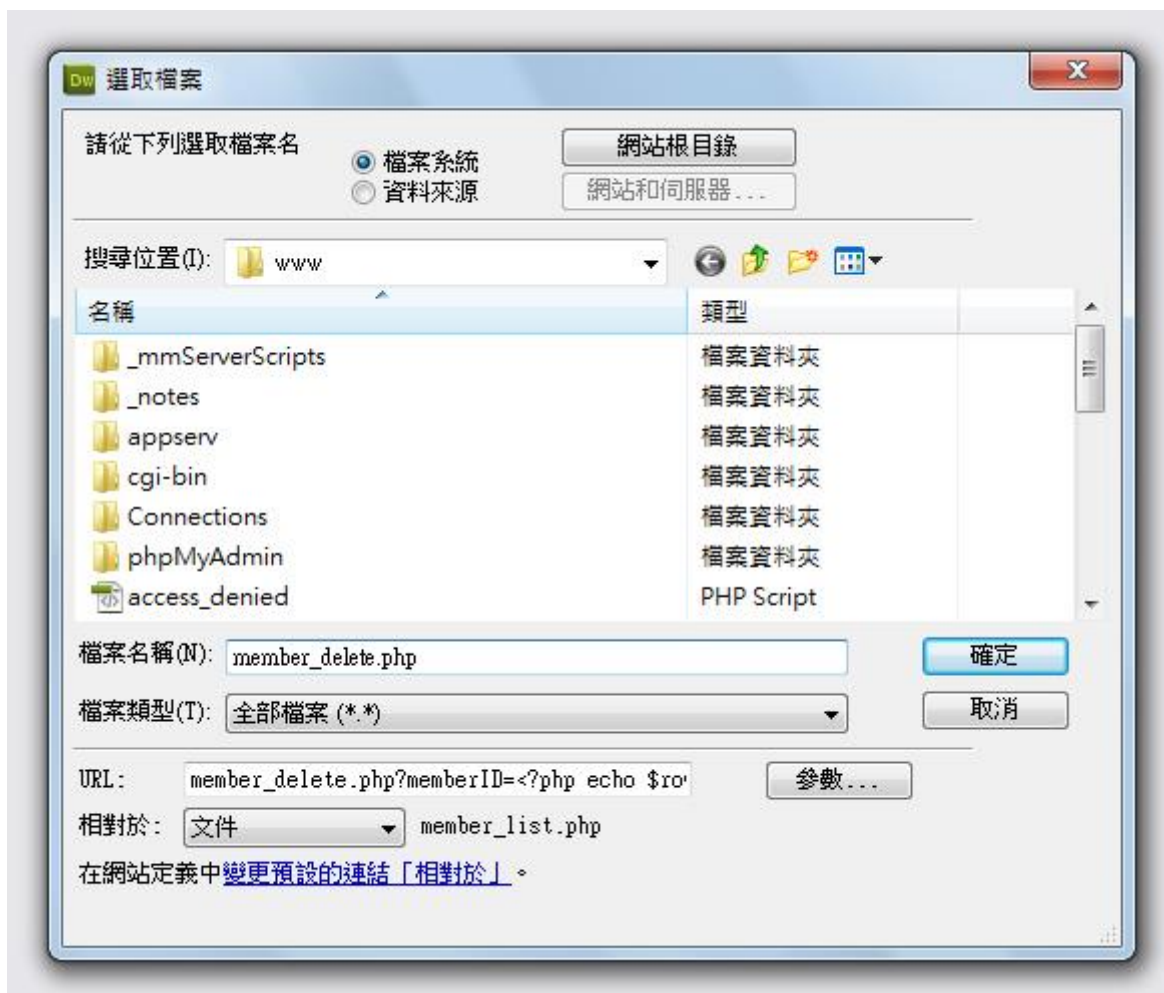 Dw 選取檔案
請從下列選取檔案名
檔案系統
資料來源
網站根目錄
網站和伺服器...
搜尋位置(I): www
名稱 類型
_mmServerScripts 檔案資料夾
_notes 檔案資料夾
appserv 檔案資料夾
cgi-bin 檔案資料夾
Connections 檔案資料夾
phpMyAdmin 檔案資料夾
access_denied PHP Script
檔案名稱(N): member_delete.php 確定
檔案類型(T): 全部檔案 (*.*) 取消
URL: member_delete.php?memberID=<?php echo $ro 參數...
相對於: 文件 member_list.php
在網站定義中變更預設的連結「相對於」。